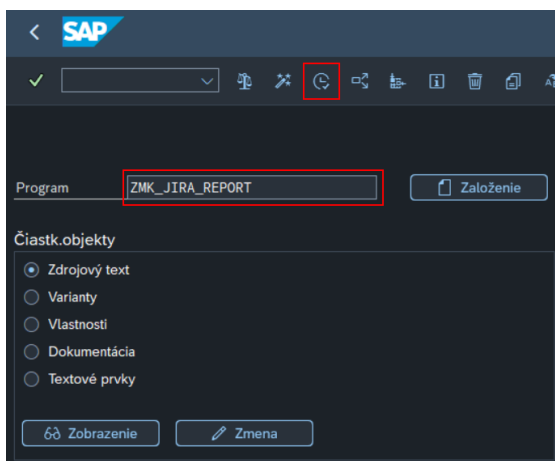 SAP
Program ZMK_JIRA_REPORT Založenie
Čiastk.objekty
Zdrojový text
Varianty
Vlastnosti
Dokumentácia
Textové prvky
Zobrazenie Zmena